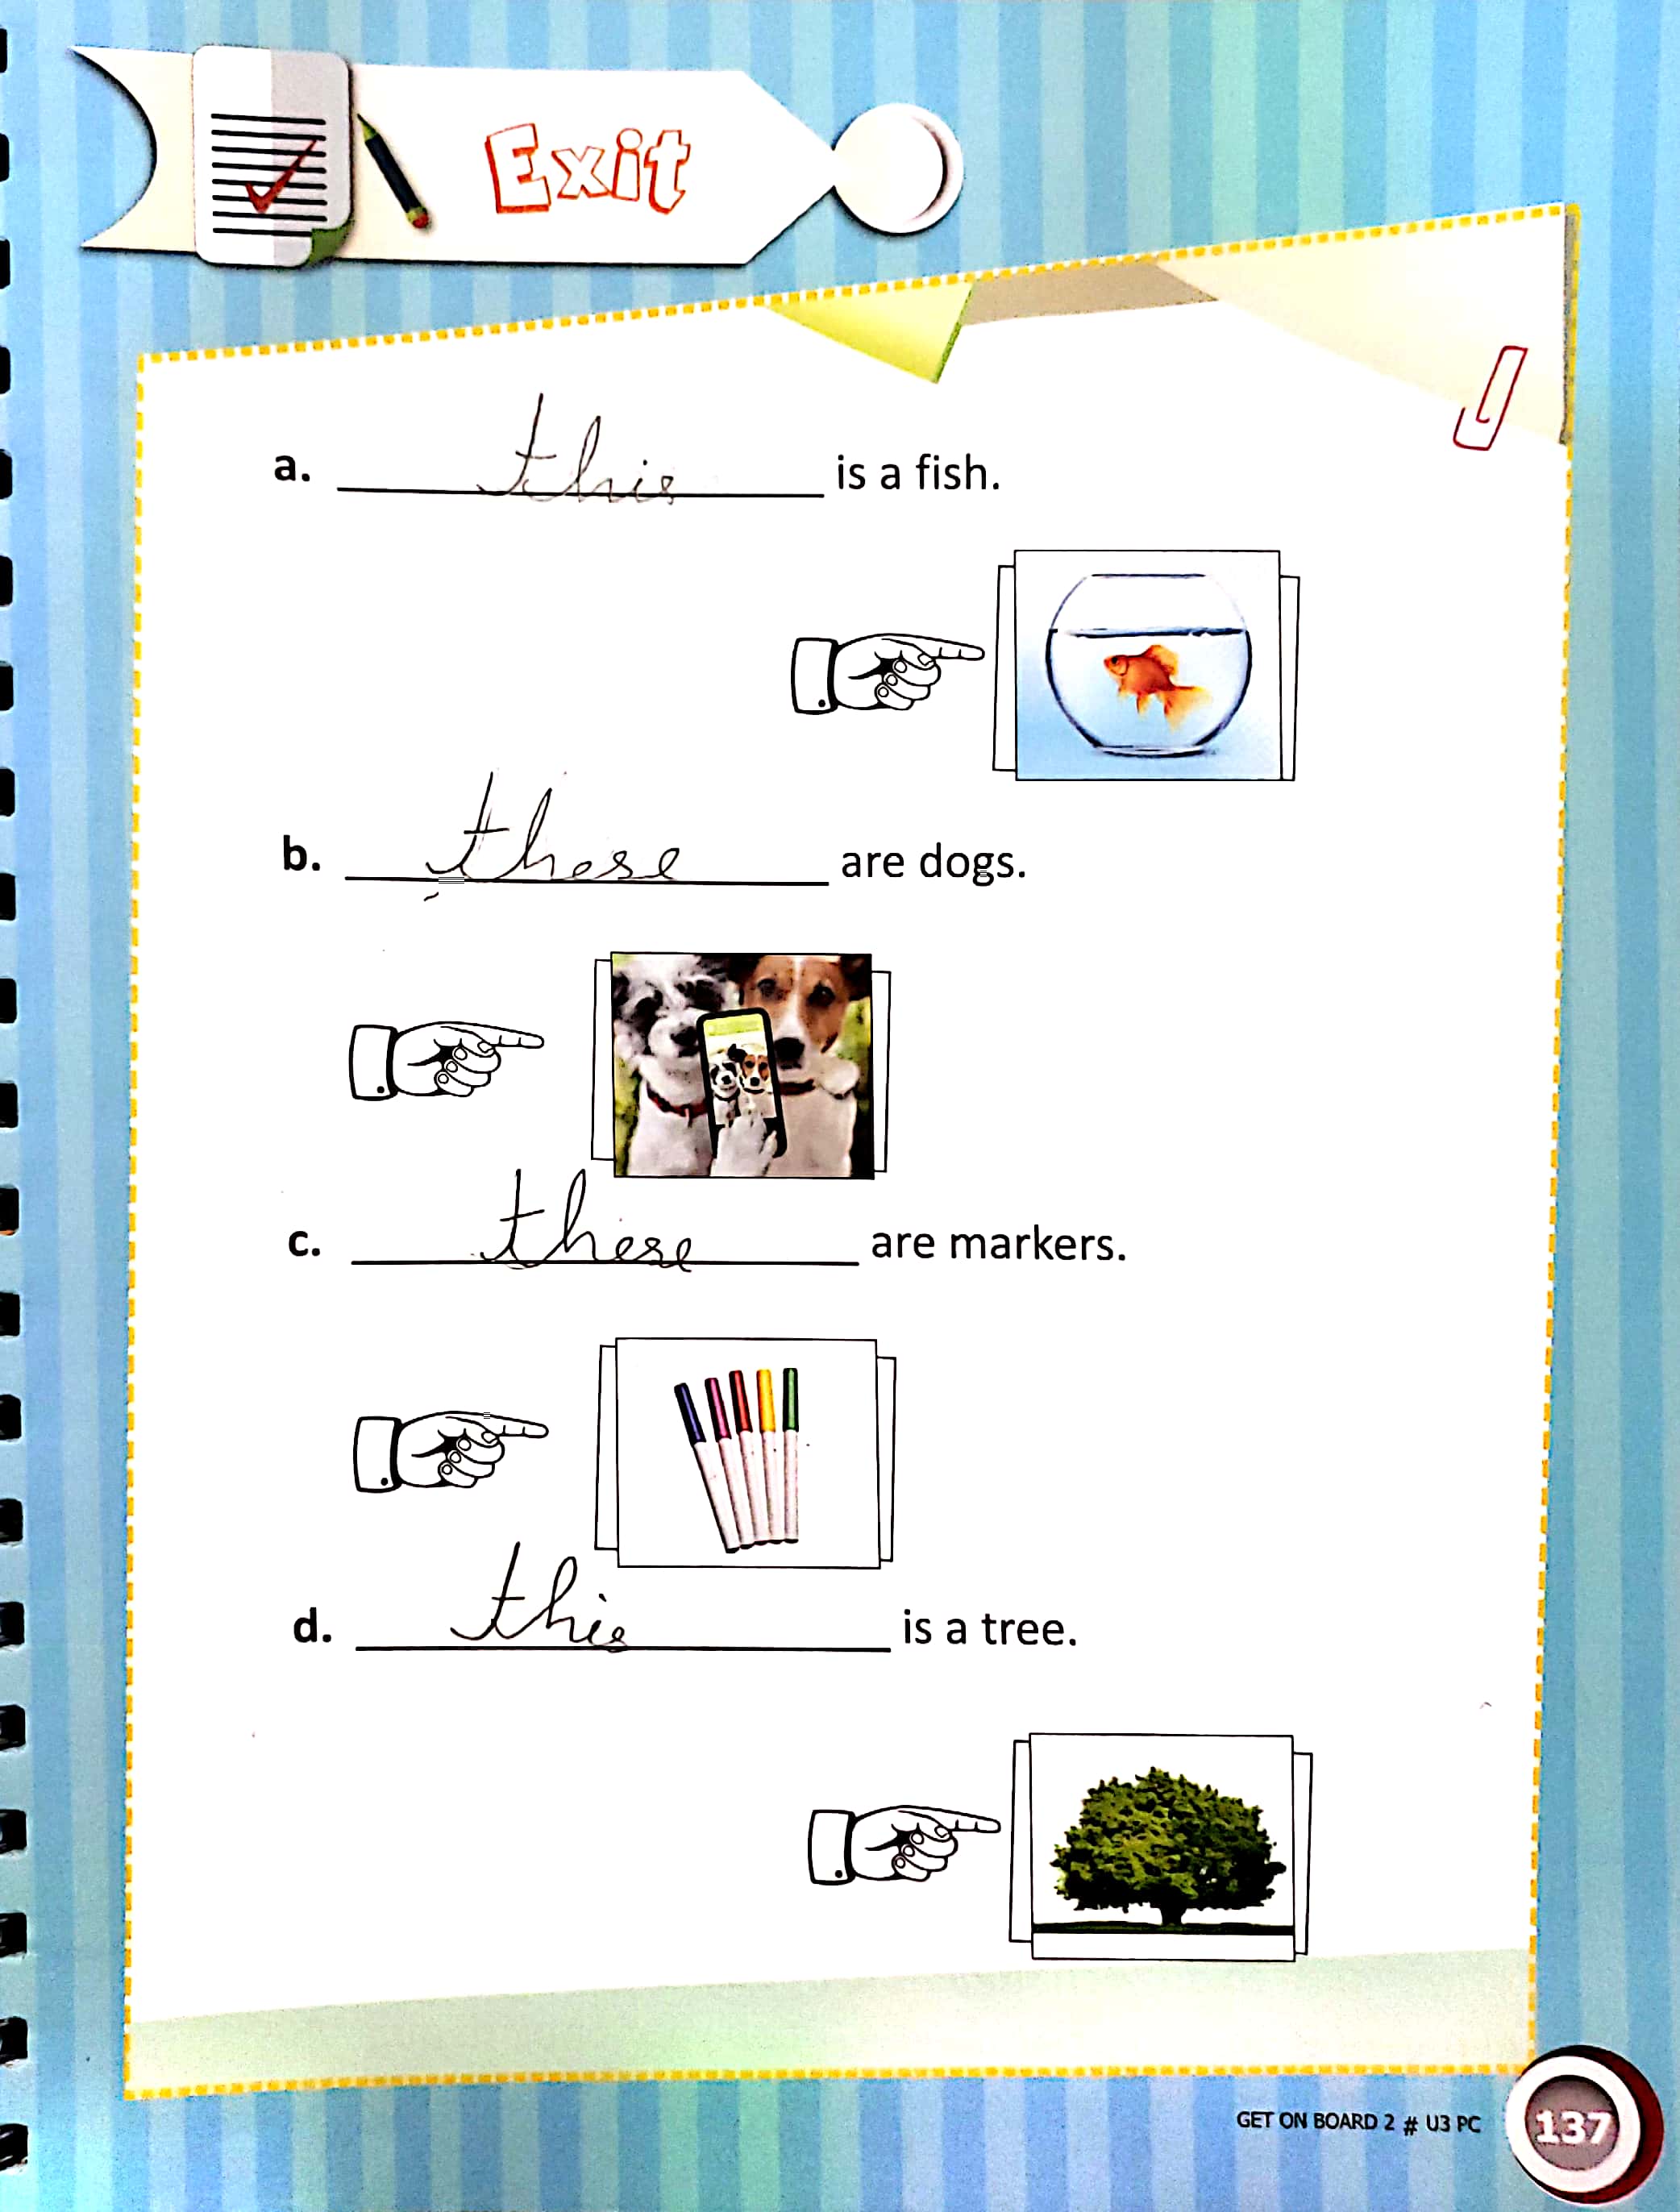 Exit
a. this is a fish.
b. these are dogs.
c. these are markers.
d. this is a tree.
GET ON BOARD 2 # U3 PC
137